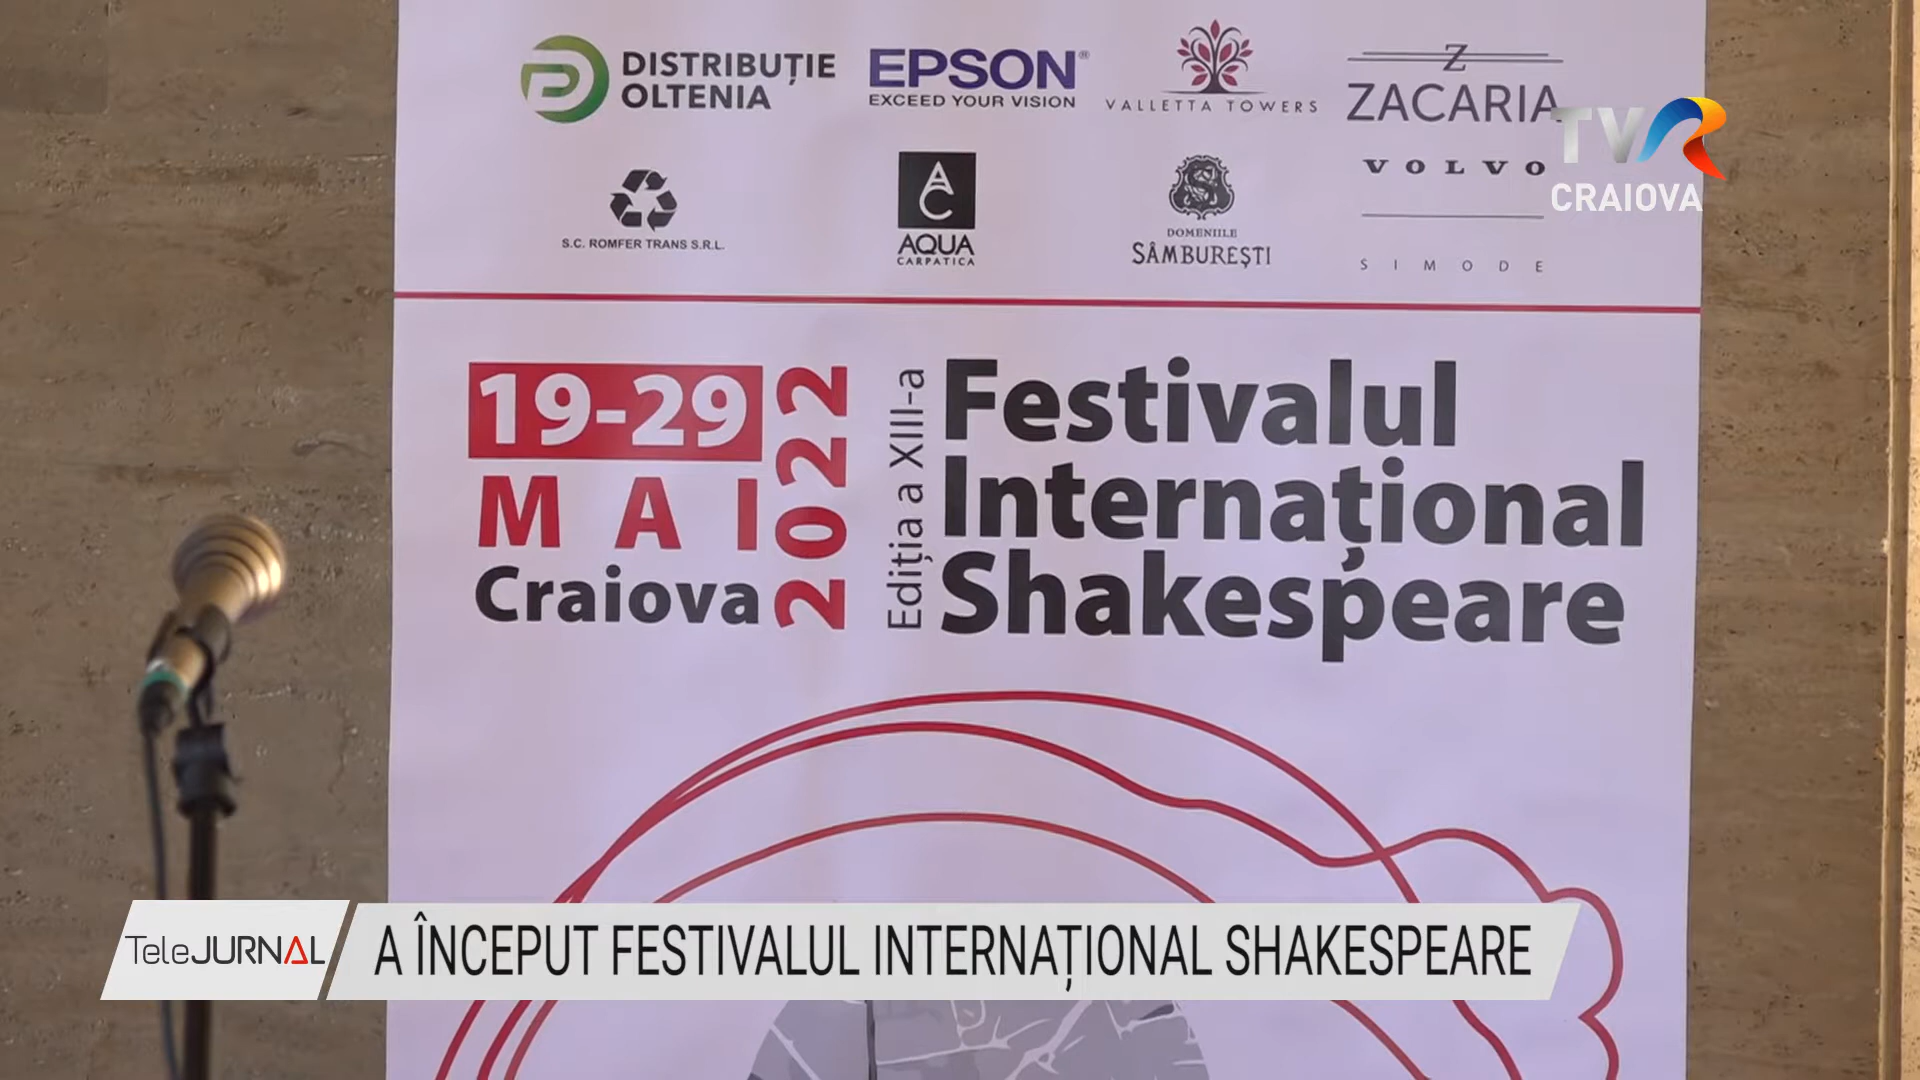 DISTRIBUȚIE
OLTENIA
EPSON®
EXCEED YOUR VISION
VALLETTA TOWERS
Z
ZACARIA
S.C. ROMFER TRANS S.R.L.
AC
AQUA
CARPATICA
DOMENIILE
SÂMBUREȘTI
VOLVO
SIMODE
TVR
CRAIOVA
19-29
MAI
Craiova
2022
Ediția a XIII-a
Festivalul
Internațional
Shakespeare
TeleJURNAL
A ÎNCEPUT FESTIVALUL INTERNAȚIONAL SHAKESPEARE